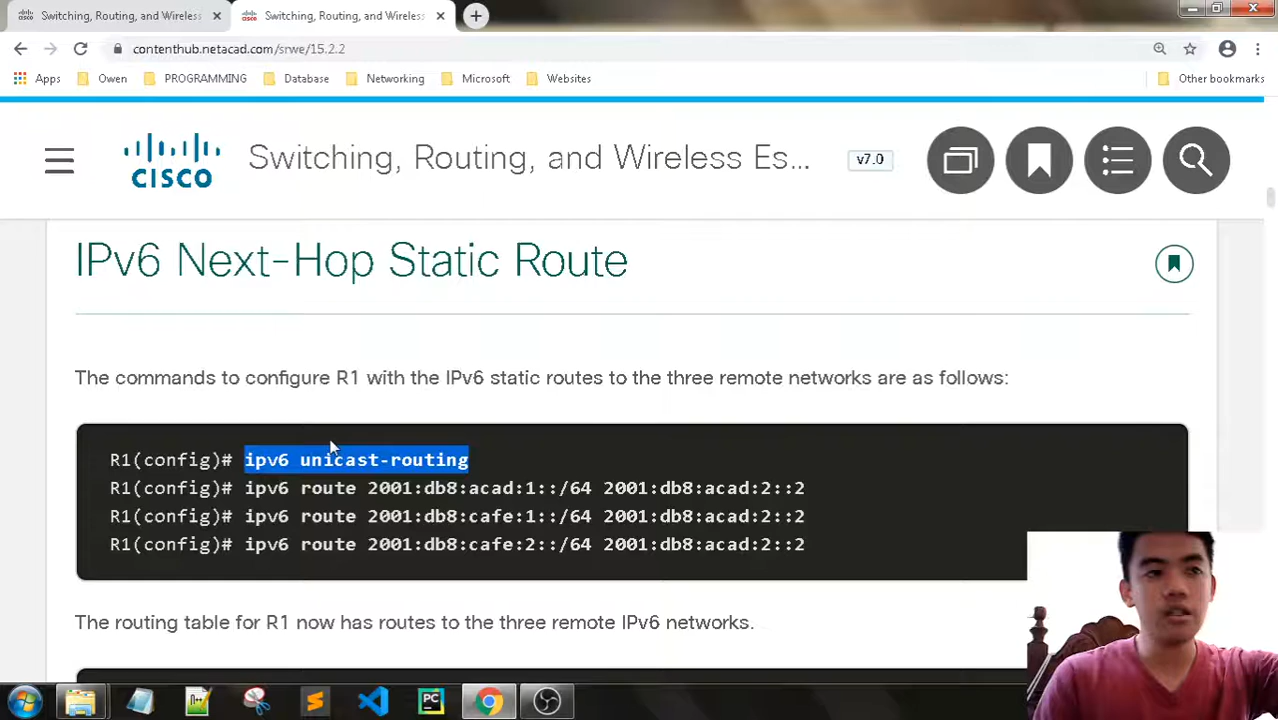 Switching, Routing, and Wireless
Switching, Routing, and Wireless
contenthub.netacad.com/srwe/15.2.2
Apps
Owen
PROGRAMMING
Database
Networking
Microsoft
Websites
Other bookmarks
CISCO
Switching, Routing, and Wireless Es...
v7.0
IPv6 Next-Hop Static Route
The commands to configure R1 with the IPv6 static routes to the three remote networks are as follows:
R1(config)# ipv6 unicast-routing
R1(config)# ipv6 route 2001:db8:acad:1::/64 2001:db8:acad:2::2
R1(config)# ipv6 route 2001:db8:cafe:1::/64 2001:db8:acad:2::2
R1(config)# ipv6 route 2001:db8:cafe:2::/64 2001:db8:acad:2::2
The routing table for R1 now has routes to the three remote IPv6 networks.
PC